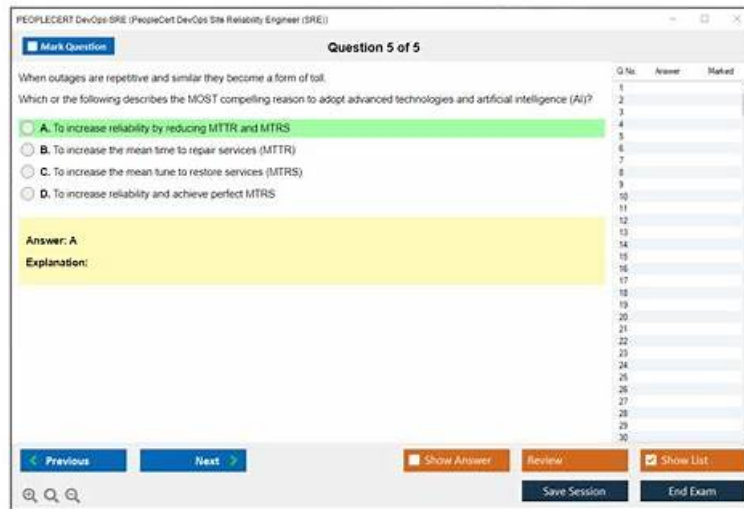 PEOPLECERT DevOps-SRE (PeopleCert DevOps Site Reliability Engineer (SRE))
Mark Question
Question 5 of 5
When outages are repetitive and similar they become a form of toll.
Which or the following describes the MOST compelling reason to adopt advanced technologies and artificial intelligence (AI)?
A. To increase reliability by reducing MTTR and MTRS
B. To increase the mean time to repair services (MTTR)
C. To increase the mean tune to restore services (MTRS)
D. To increase reliability and achieve perfect MTRS
Answer: A
Explanation:
Q No. Answer Marked
1
2
3
4
5
6
7
8
9
10
11
12
13
14
15
16
17
18
19
20
21
22
23
24
25
26
27
28
29
30
Previous
Next
Show Answer
Review
Show List
Save Session
End Exam